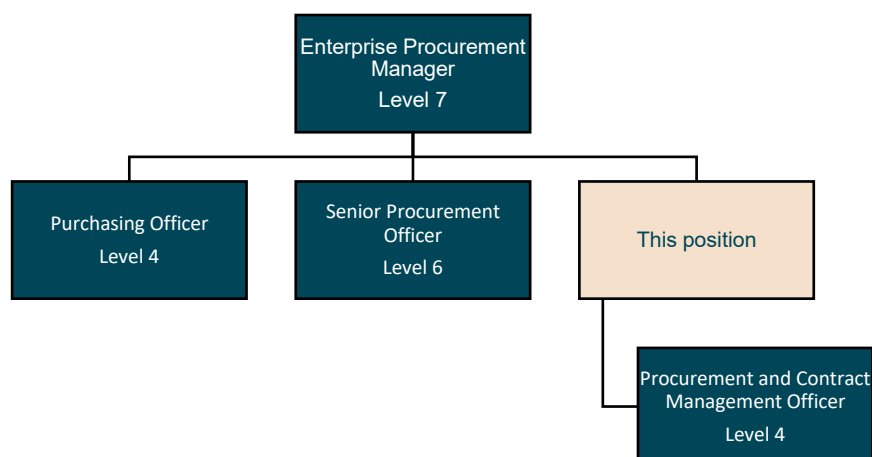 Enterprise Procurement
Manager
Level 7
Purchasing Officer
Level 4
Senior Procurement
Officer
Level 6
This position
Procurement and Contract
Management Officer
Level 4